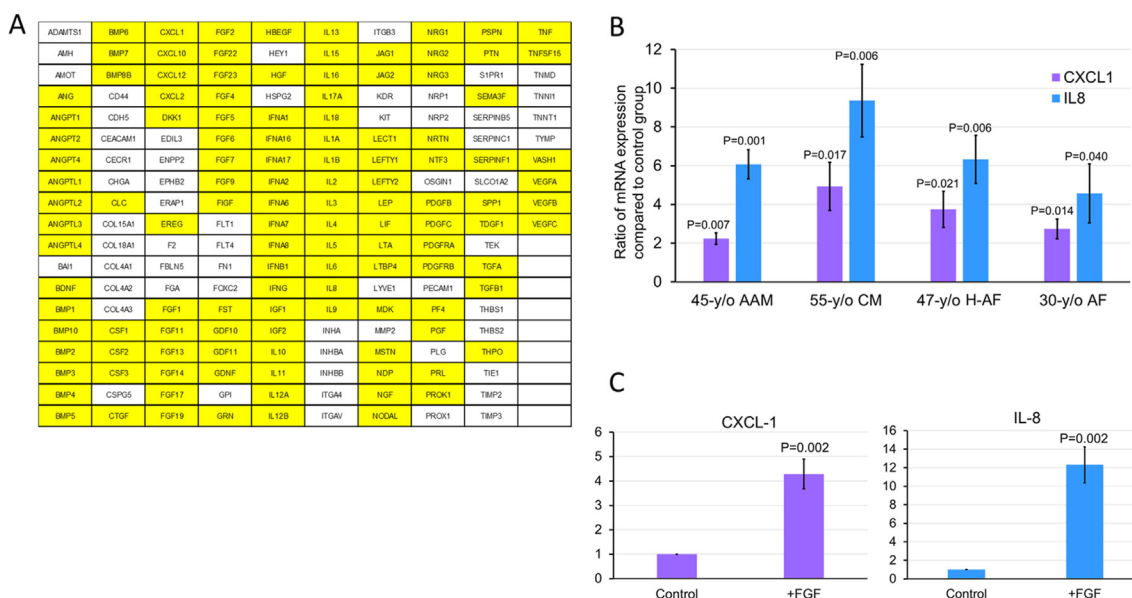 A
ADAMTS1 BMP6 CXCL1 FGF2 HBEGF IL13 ITGB3 NRG1 PSPN TNF
AMH BMP7 CXCL10 FGF22 HEY1 IL15 JAG1 NRG2 PTN TNFSF15
AMOT BMP8B CXCL12 FGF23 HGF IL16 JAG2 NRG3 S1PR1 TNMD
ANG CD44 CXCL2 FGF4 HSPG2 IL17A KDR NRP1 SEMA3F TNNI1
ANGPT1 CDH5 DKK1 FGF5 IFNA1 IL18 KIT NRP2 SERPINB5 TNNT1
ANGPT2 CEACAM1 EDIL3 FGF6 IFNA16 IL1A LECT1 NRTN SERPINC1 TYMP
ANGPT4 CECR1 ENPP2 FGF7 IFNA17 IL1B LEFTY1 NTF3 SERPINF1 VASH1
ANGPTL1 CHGA EPHB2 FGF9 IFNA2 IL2 LEFTY2 OSGIN1 SLCO1A2 VEGFA
ANGPTL2 CLC ERAP1 FIGF IFNA6 IL3 LEP PDGFB SPP1 VEGFB
ANGPTL3 COL15A1 EREG FLT1 IFNA7 IL4 LIF PDGFC TDGF1 VEGFC
ANGPTL4 COL18A1 F2 FLT4 IFNA8 IL5 LTA PDGFRA TEK
BAI1 COL4A1 FBLN5 FN1 IFNB1 IL6 LTBP4 PDGFRB TGFA
BDNF COL4A2 FGA FOXC2 IFNG IL8 LYVE1 PECAM1 TGFB1
BMP1 COL4A3 FGF1 FST IGF1 IL9 MDK PF4 THBS1
BMP10 CSF1 FGF11 GDF10 IGF2 INHA MMP2 PGF THBS2
BMP2 CSF2 FGF13 GDF11 IL10 INHBA MSTN PLG THPO
BMP3 CSF3 FGF14 GDNF IL11 INHBB NDP PRL TIE1
BMP4 CSPG5 FGF17 GPI IL12A ITGA4 NGF PROK1 TIMP2
BMP5 CTGF FGF19 GRN IL12B ITGAV NODAL PROX1 TIMP3
B
Ratio of mRNA expression
compared to control group
12
10
8
6
4
2
0
P=0.007
P=0.001
P=0.017
P=0.006
P=0.021
P=0.006
P=0.014
P=0.040
CXCL1
IL8
45-y/o AAM 55-y/o CM 47-y/o H-AF 30-y/o AF
C
CXCL-1
6
5
4
3
2
1
0
P=0.002
Control +FGF
IL-8
16
14
12
10
8
6
4
2
0
P=0.002
Control +FGF